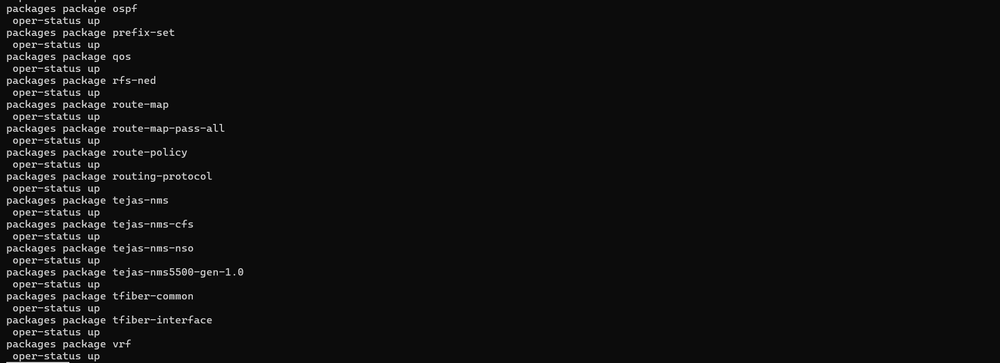 packages package ospf
oper-status up
packages package prefix-set
oper-status up
packages package qos
oper-status up
packages package rfs-ned
oper-status up
packages package route-map
oper-status up
packages package route-map-pass-all
oper-status up
packages package route-policy
oper-status up
packages package routing-protocol
oper-status up
packages package tejas-nms
oper-status up
packages package tejas-nms-cfs
oper-status up
packages package tejas-nms-nso
oper-status up
packages package tejas-nms5500-gen-1.0
oper-status up
packages package tfiber-common
oper-status up
packages package tfiber-interface
oper-status up
packages package vrf
oper-status up